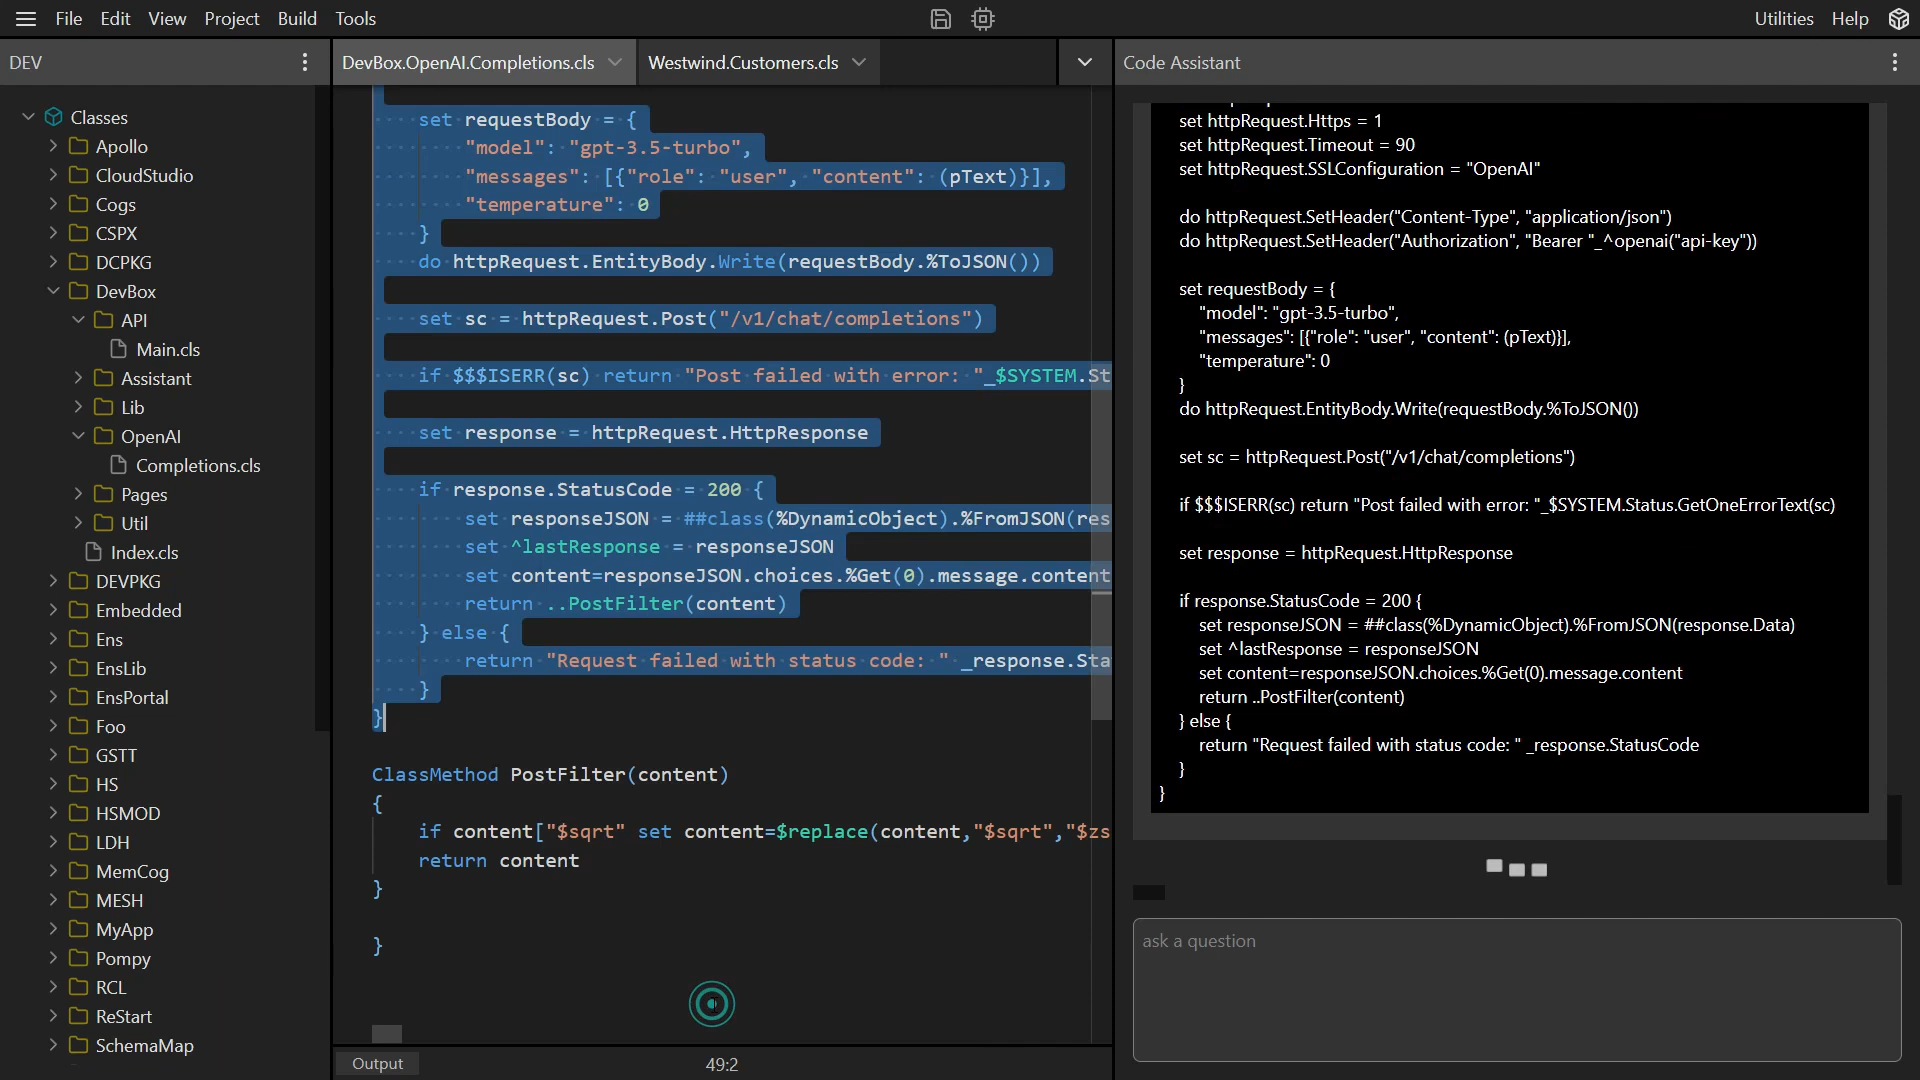 File Edit View Project Build Tools
Utilities Help
DEV
Classes
Apollo
CloudStudio
Cogs
CSPX
DCPKG
DevBox
API
Main.cls
Assistant
Lib
OpenAI
Completions.cls
Pages
Util
Index.cls
DEVPKG
Embedded
Ens
EnsLib
EnsPortal
Foo
GSTT
HS
HSMOD
LDH
MemCog
MESH
MyApp
Pompy
RCL
ReStart
SchemaMap
DevBox.OpenAI.Completions.cls
Westwind.Customers.cls
set requestBody = {
"model": "gpt-3.5-turbo",
"messages": [{"role": "user", "content": (pText)}],
"temperature": 0
}
do httpRequest.EntityBody.Write(requestBody.%ToJSON())
set sc = httpRequest.Post("/v1/chat/completions")
if $$$ISERR(sc) return "Post failed with error: "_$SYSTEM.St
set response = httpRequest.HttpResponse
if response.StatusCode = 200 {
set responseJSON = ##class(%DynamicObject).%FromJSON(res
set ^lastResponse = responseJSON
set content=responseJSON.choices.%Get(0).message.content
return ..PostFilter(content)
} else {
return "Request failed with status code: " _response.Sta
}
}
ClassMethod PostFilter(content)
{
if content["$sqrt" set content=$replace(content,"$sqrt","$zs
return content
}
}
Output
49:2
Code Assistant
set httpRequest.Https = 1
set httpRequest.Timeout = 90
set httpRequest.SSLConfiguration = "OpenAI"
do httpRequest.SetHeader("Content-Type", "application/json")
do httpRequest.SetHeader("Authorization", "Bearer "_^openai("api-key"))
set requestBody = {
"model": "gpt-3.5-turbo",
"messages": [{"role": "user", "content": (pText)}],
"temperature": 0
}
do httpRequest.EntityBody.Write(requestBody.%ToJSON())
set sc = httpRequest.Post("/v1/chat/completions")
if $$$ISERR(sc) return "Post failed with error: "_$SYSTEM.Status.GetOneErrorText(sc)
set response = httpRequest.HttpResponse
if response.StatusCode = 200 {
set responseJSON = ##class(%DynamicObject).%FromJSON(response.Data)
set ^lastResponse = responseJSON
set content=responseJSON.choices.%Get(0).message.content
return ..PostFilter(content)
} else {
return "Request failed with status code: " _response.StatusCode
}
}
ask a question